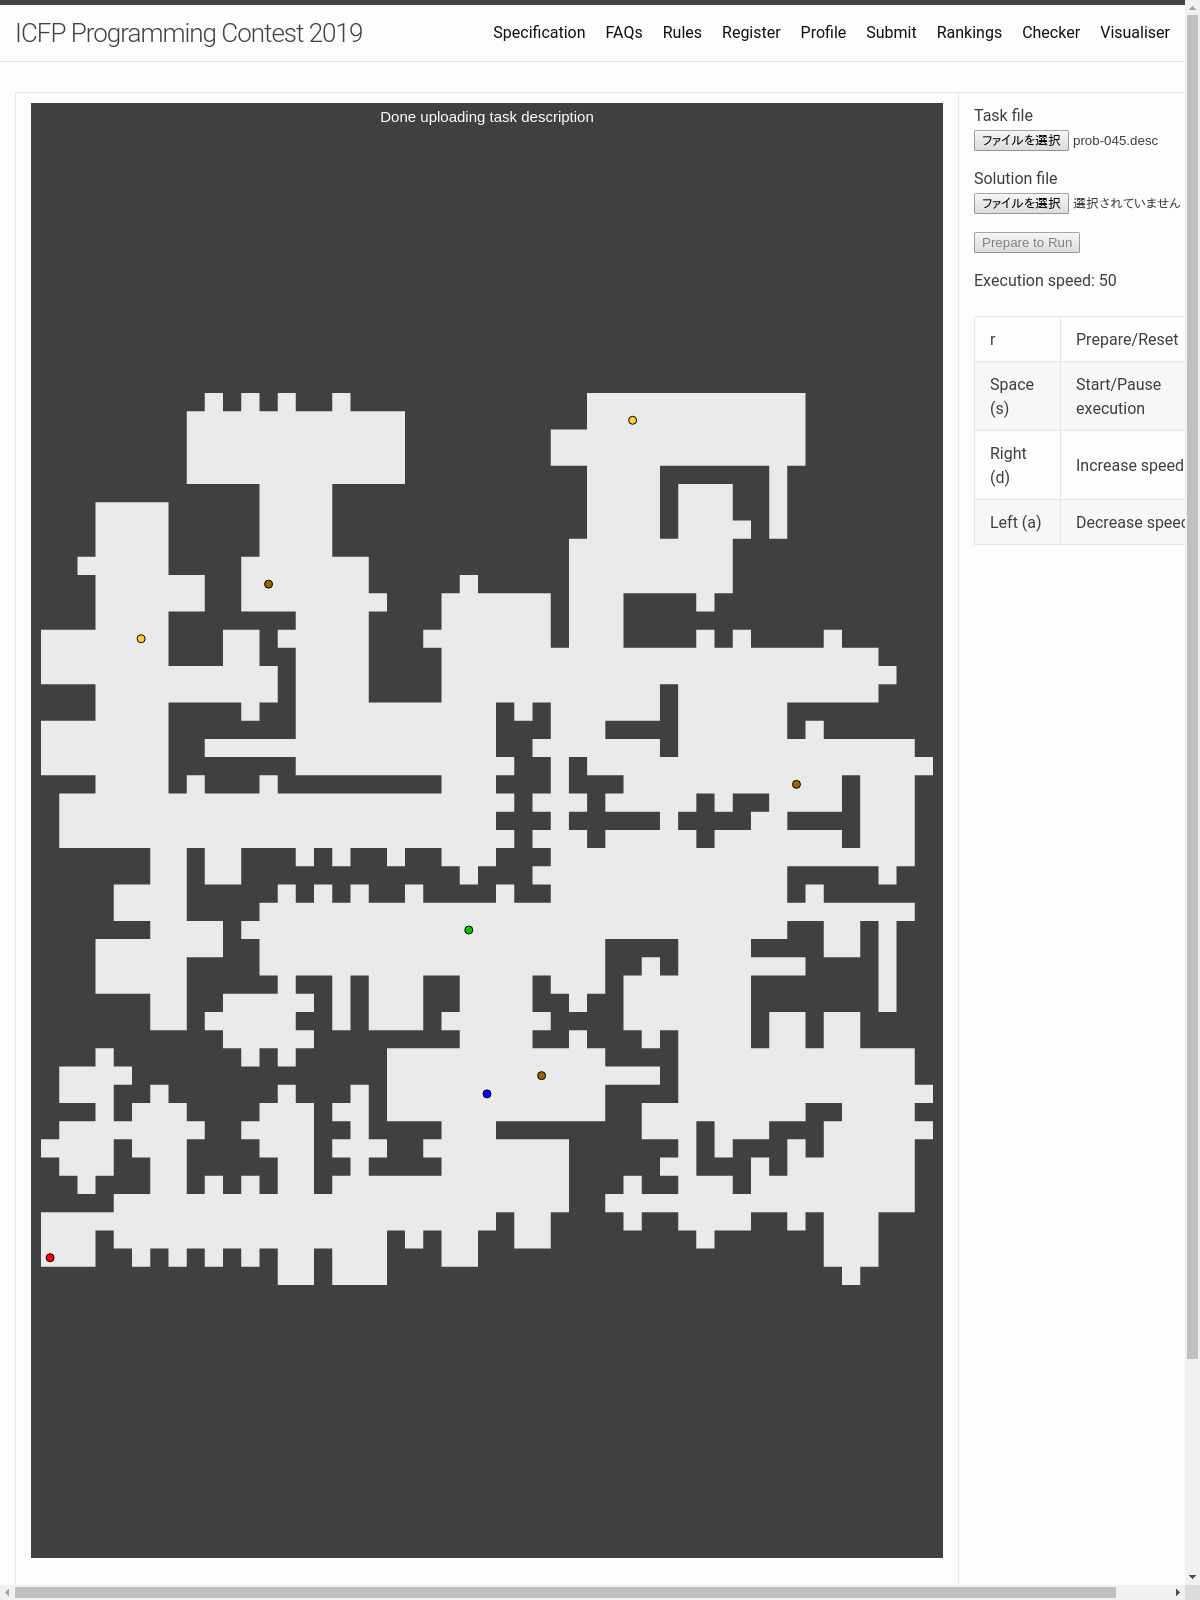 ICFP Programming Contest 2019
Specification FAQs Rules Register Profile Submit Rankings Checker Visualiser
Done uploading task description
Task file
ファイルを選択 prob-045.desc
Solution file
ファイルを選択 選択されていません
Prepare to Run
Execution speed: 50
r Prepare/Reset
Space (s) Start/Pause execution
Right (d) Increase speed
Left (a) Decrease speed